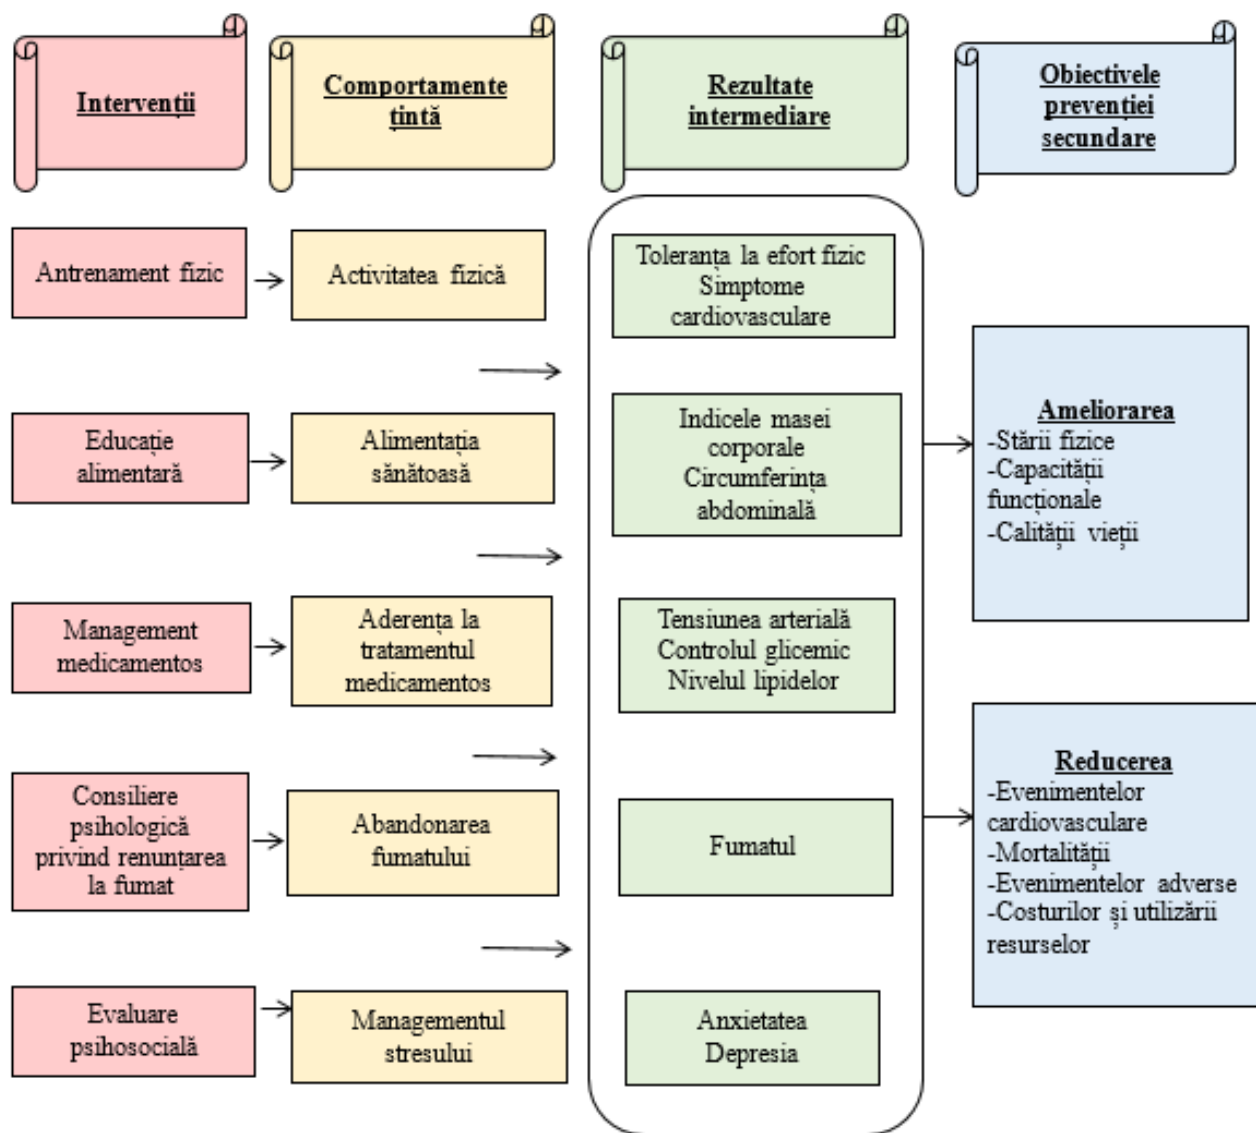 Intervenții
Comportamente
țintă
Rezultate
intermediare
Obiectivele
prevenției
secundare
Antrenament fizic
Activitatea fizică
Toleranța la efort fizic
Simptome
cardiovasculare
Educație
alimentară
Alimentația
sănătoasă
Indicele masei
corporale
Circumferința
abdominală
Ameliorarea
-Stării fizice
-Capacității
funcționale
-Calității vieții
Management
medicamentos
Aderența la
tratamentul
medicamentos
Tensiunea arterială
Controlul glicemic
Nivelul lipidelor
Consiliere
psihologică
privind renunțarea
la fumat
Abandonarea
fumatului
Fumatul
Reducerea
-Evenimentelor
cardiovasculare
-Mortalității
-Evenimentelor adverse
-Costurilor și utilizării
resurselor
Evaluare
psihosocială
Managementul
stresului
Anxietatea
Depresia